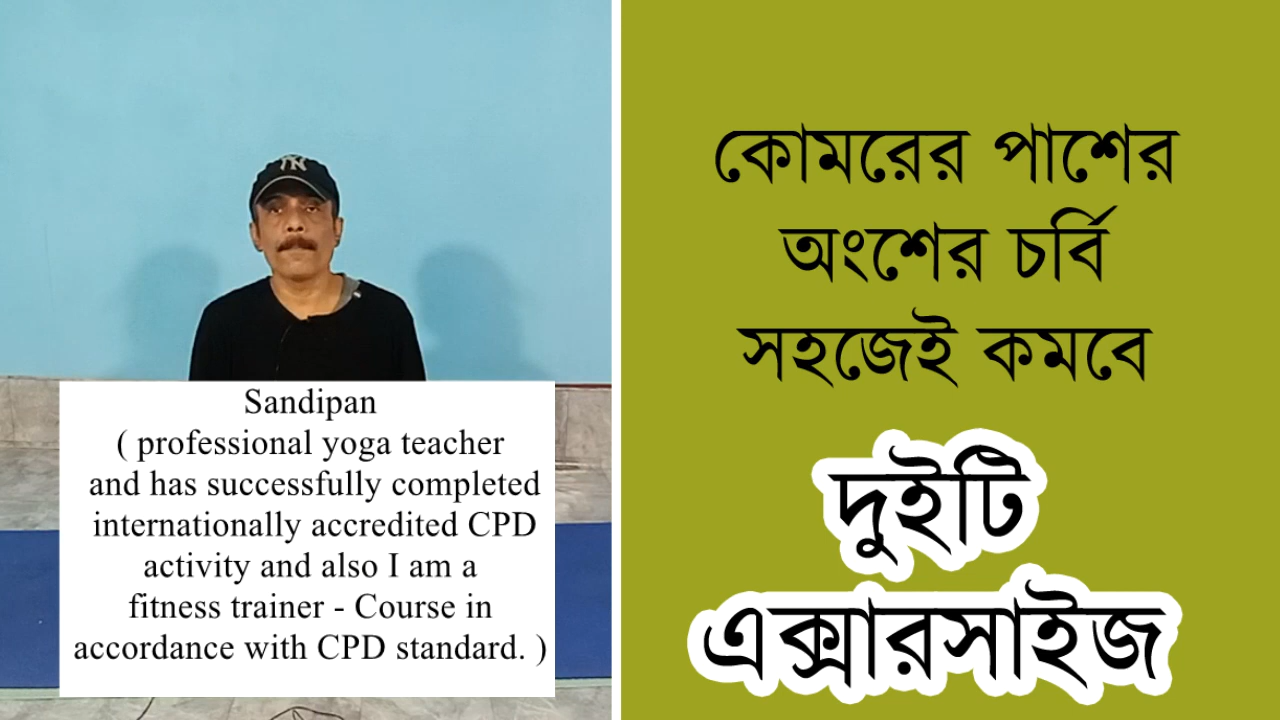 NY
Sandipan
( professional yoga teacher
and has successfully completed
internationally accredited CPD
activity and also I am a
fitness trainer - Course in
accordance with CPD standard. )
কোমরের পাশের
অংশের চর্বি
সহজেই কমবে
দুইটি
এক্সারসাইজ